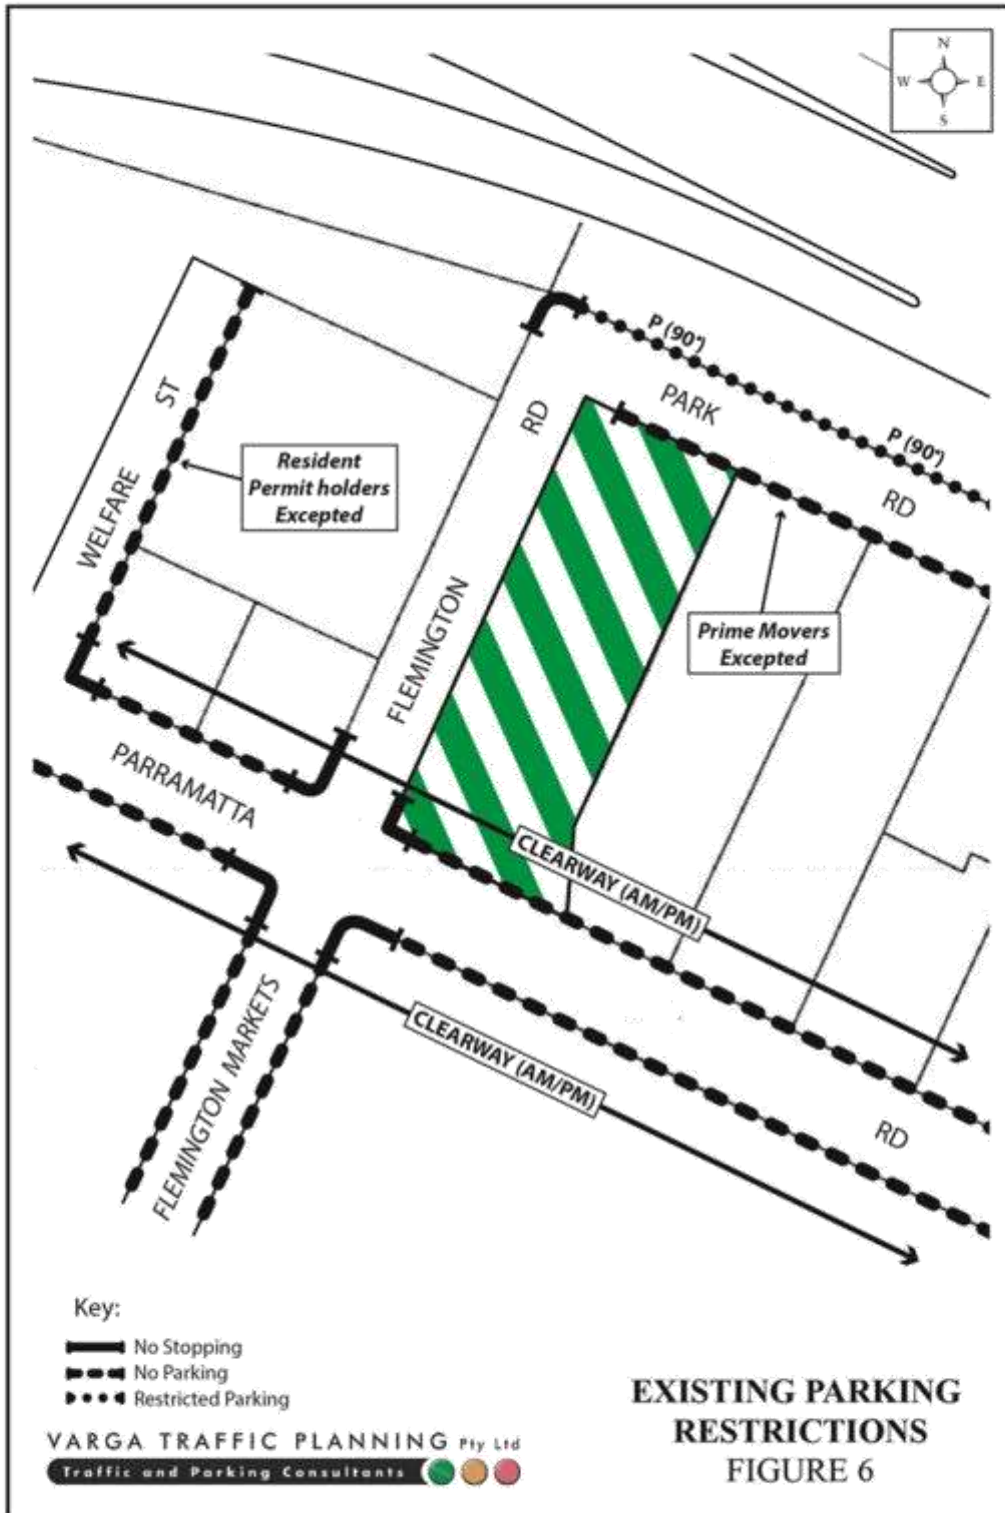 N
W E
S
P (90°)
PARK
P (90°)
RD
ST
RD
Resident
Permit holders
Excepted
WELFARE
FLEMINGTON
Prime Movers
Excepted
PARRAMATTA
CLEARWAY (AM/PM)
FLEMINGTON MARKETS
CLEARWAY (AM/PM)
RD
Key:
No Stopping
No Parking
Restricted Parking
EXISTING PARKING
RESTRICTIONS
FIGURE 6
VARGA TRAFFIC PLANNING Pty Ltd
Traffic and Parking Consultants